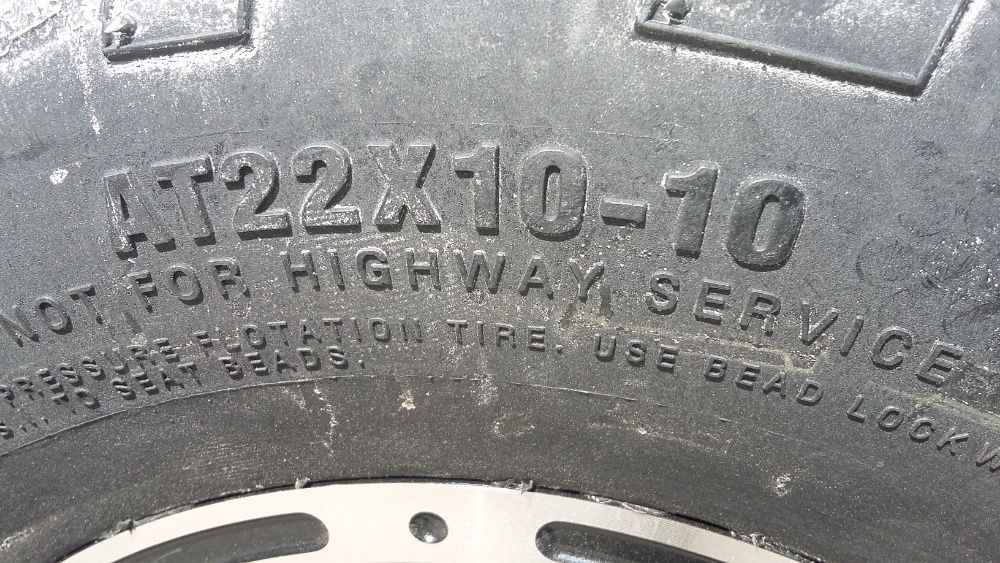 AT22X10-10
NOT FOR HIGHWAY SERVICE
PRESSURE FLOTATION TIRE. USE BEAD LOCK
TO SEAT BEADS.